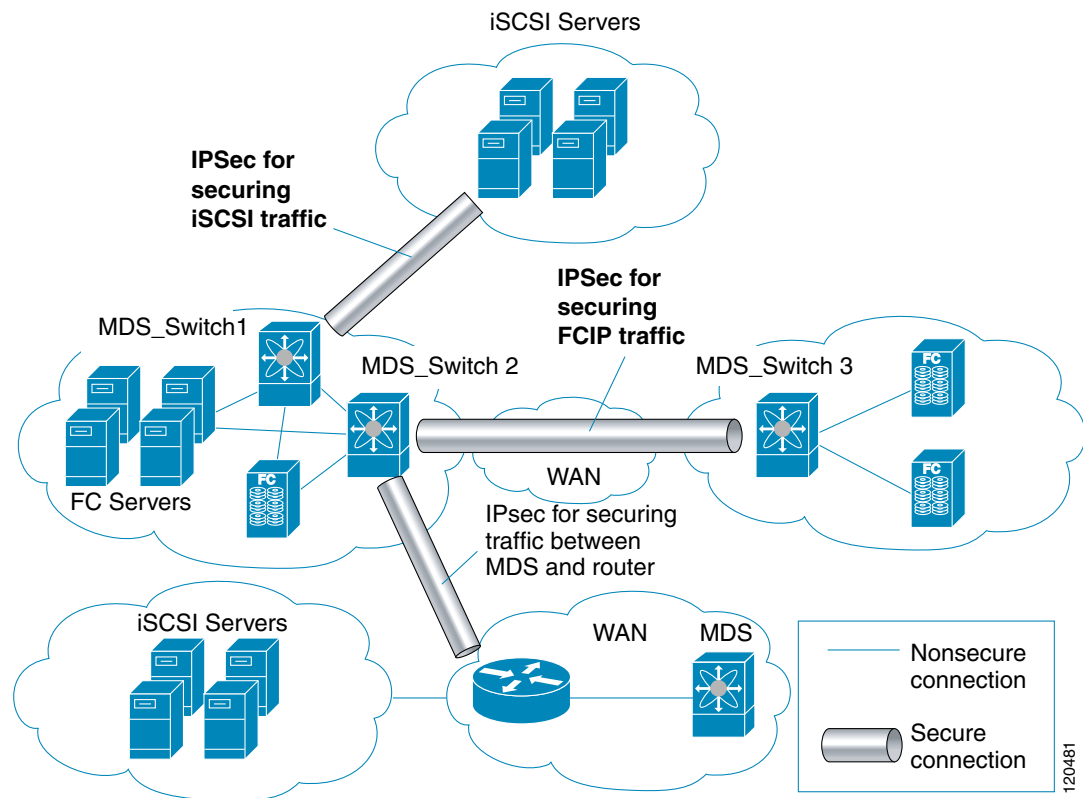 iSCSI Servers
IPSec for
securing
iSCSI traffic
IPSec for
securing
FCIP traffic
MDS_Switch1
MDS_Switch 2
MDS_Switch 3
FC
FC
FC
FC Servers
WAN
IPsec for securing
traffic between
MDS and router
iSCSI Servers
WAN
MDS
Nonsecure
connection
Secure
connection
120481